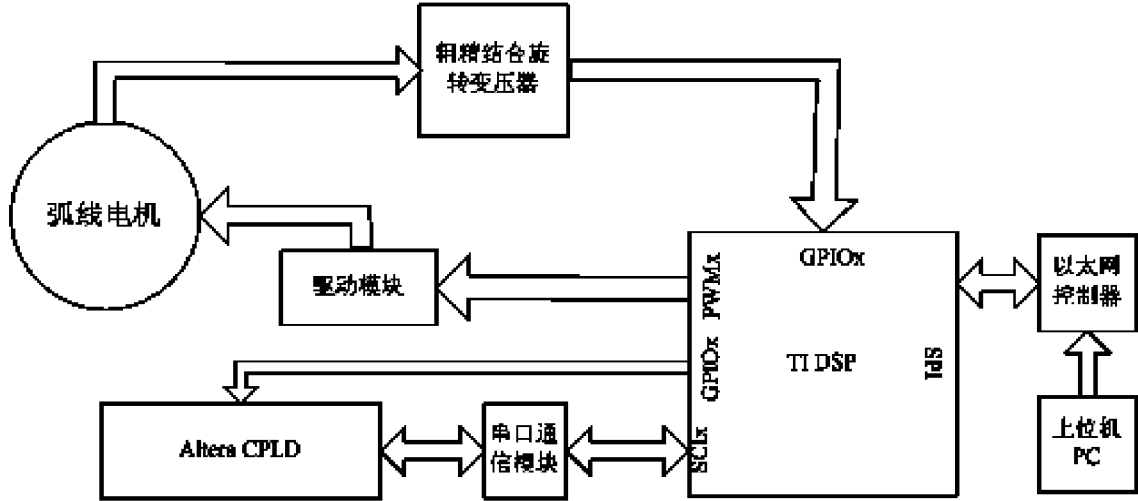 粗精结合旋
转变压器
弧线电机
驱动模块
PWMx
GPIOx
GPIOx
TI DSP
SPI
以太网
控制器
Altera CPLD
串口通
信模块
SCIx
上位机
PC